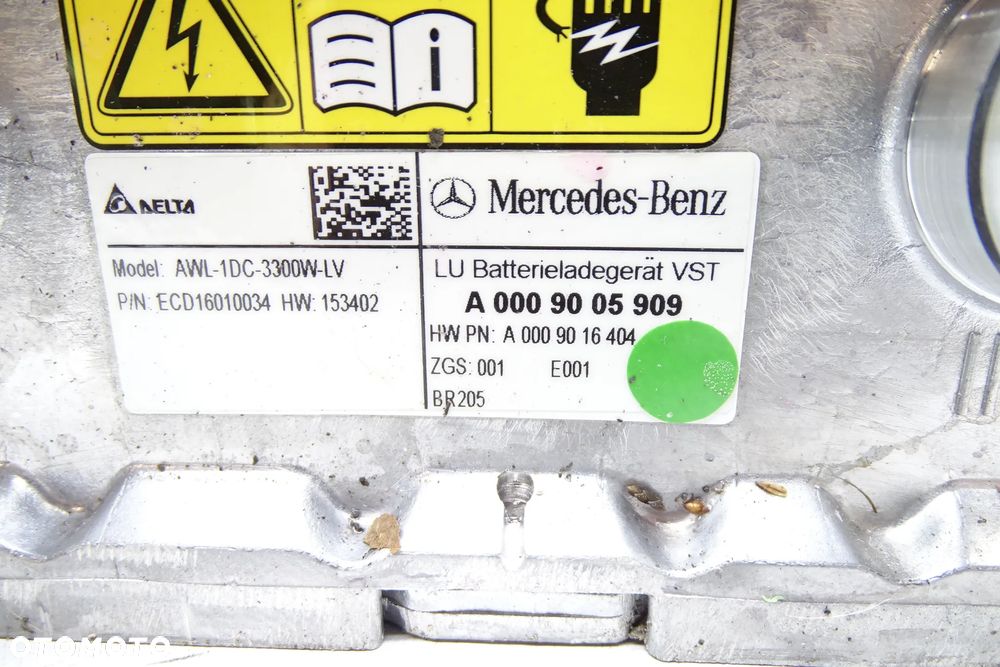 DELTA
Model: AWL-1DC-3300W-LV
P/N: ECD16010034 HW: 153402
Mercedes-Benz
LU Batterieladegerät VST
A 000 90 05 909
HW PN: A 000 90 16 404
ZGS: 001 E001
BR205
OTOMOTO